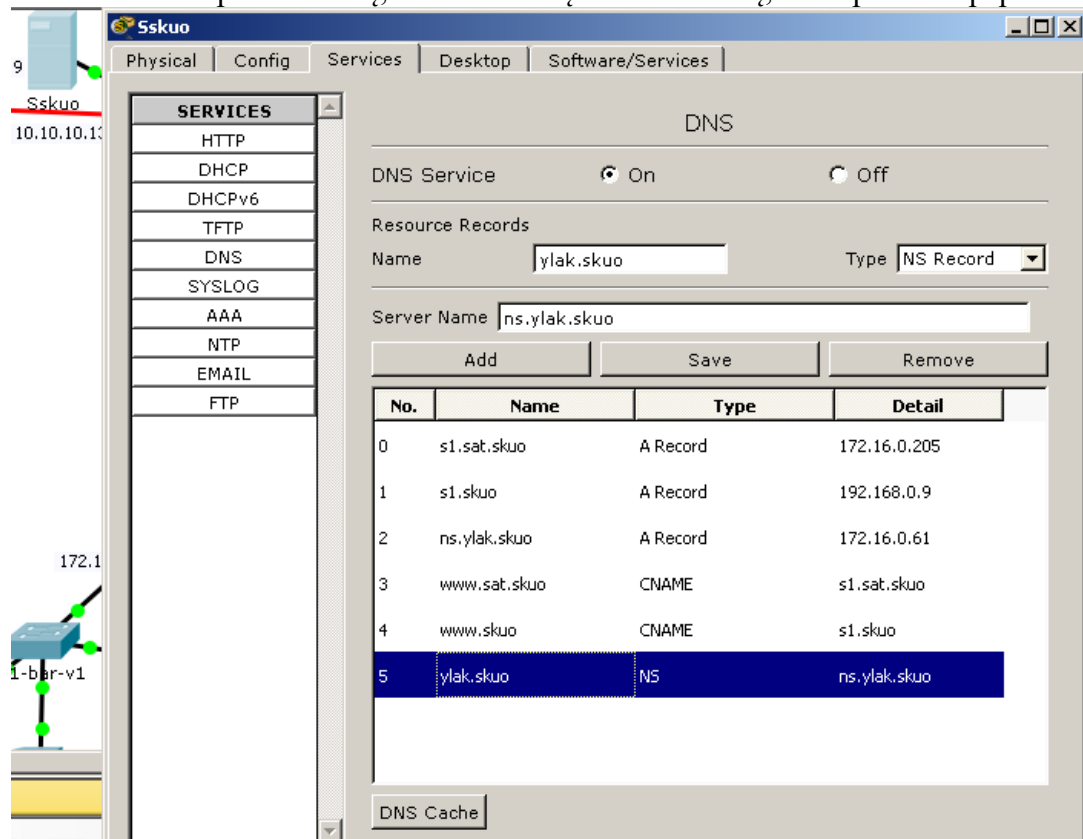 Sskuo
Physical Config Services Desktop Software/Services
9
Sskuo
10.10.10.13
172.1
1-bar-v1
SERVICES
HTTP
DHCP
DHCPv6
TFTP
DNS
SYSLOG
AAA
NTP
EMAIL
FTP
DNS
DNS Service On Off
Resource Records
Name ylak.skuo Type NS Record
Server Name ns.ylak.skuo
Add Save Remove
No. Name Type Detail
0 s1.sat.skuo A Record 172.16.0.205
1 s1.skuo A Record 192.168.0.9
2 ns.ylak.skuo A Record 172.16.0.61
3 www.sat.skuo CNAME s1.sat.skuo
4 www.skuo CNAME s1.skuo
5 ylak.skuo NS ns.ylak.skuo
DNS Cache